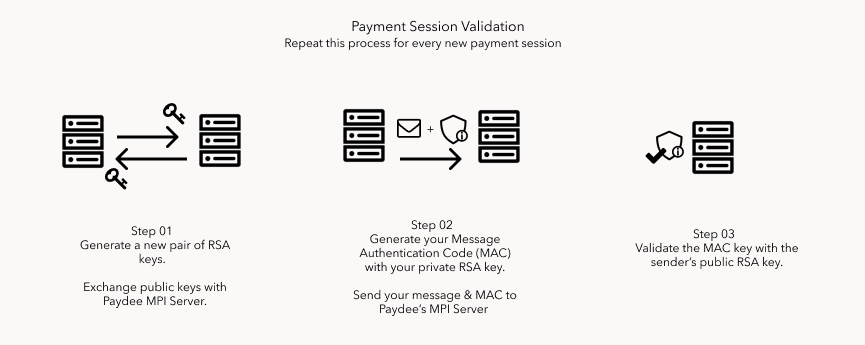 Payment Session Validation
Repeat this process for every new payment session
+
Step 01
Generate a new pair of RSA
keys.
Exchange public keys with
Paydee MPI Server.
Step 02
Generate your Message
Authentication Code (MAC)
with your private RSA key.
Send your message & MAC to
Paydee’s MPI Server
Step 03
Validate the MAC key with the
sender’s public RSA key.